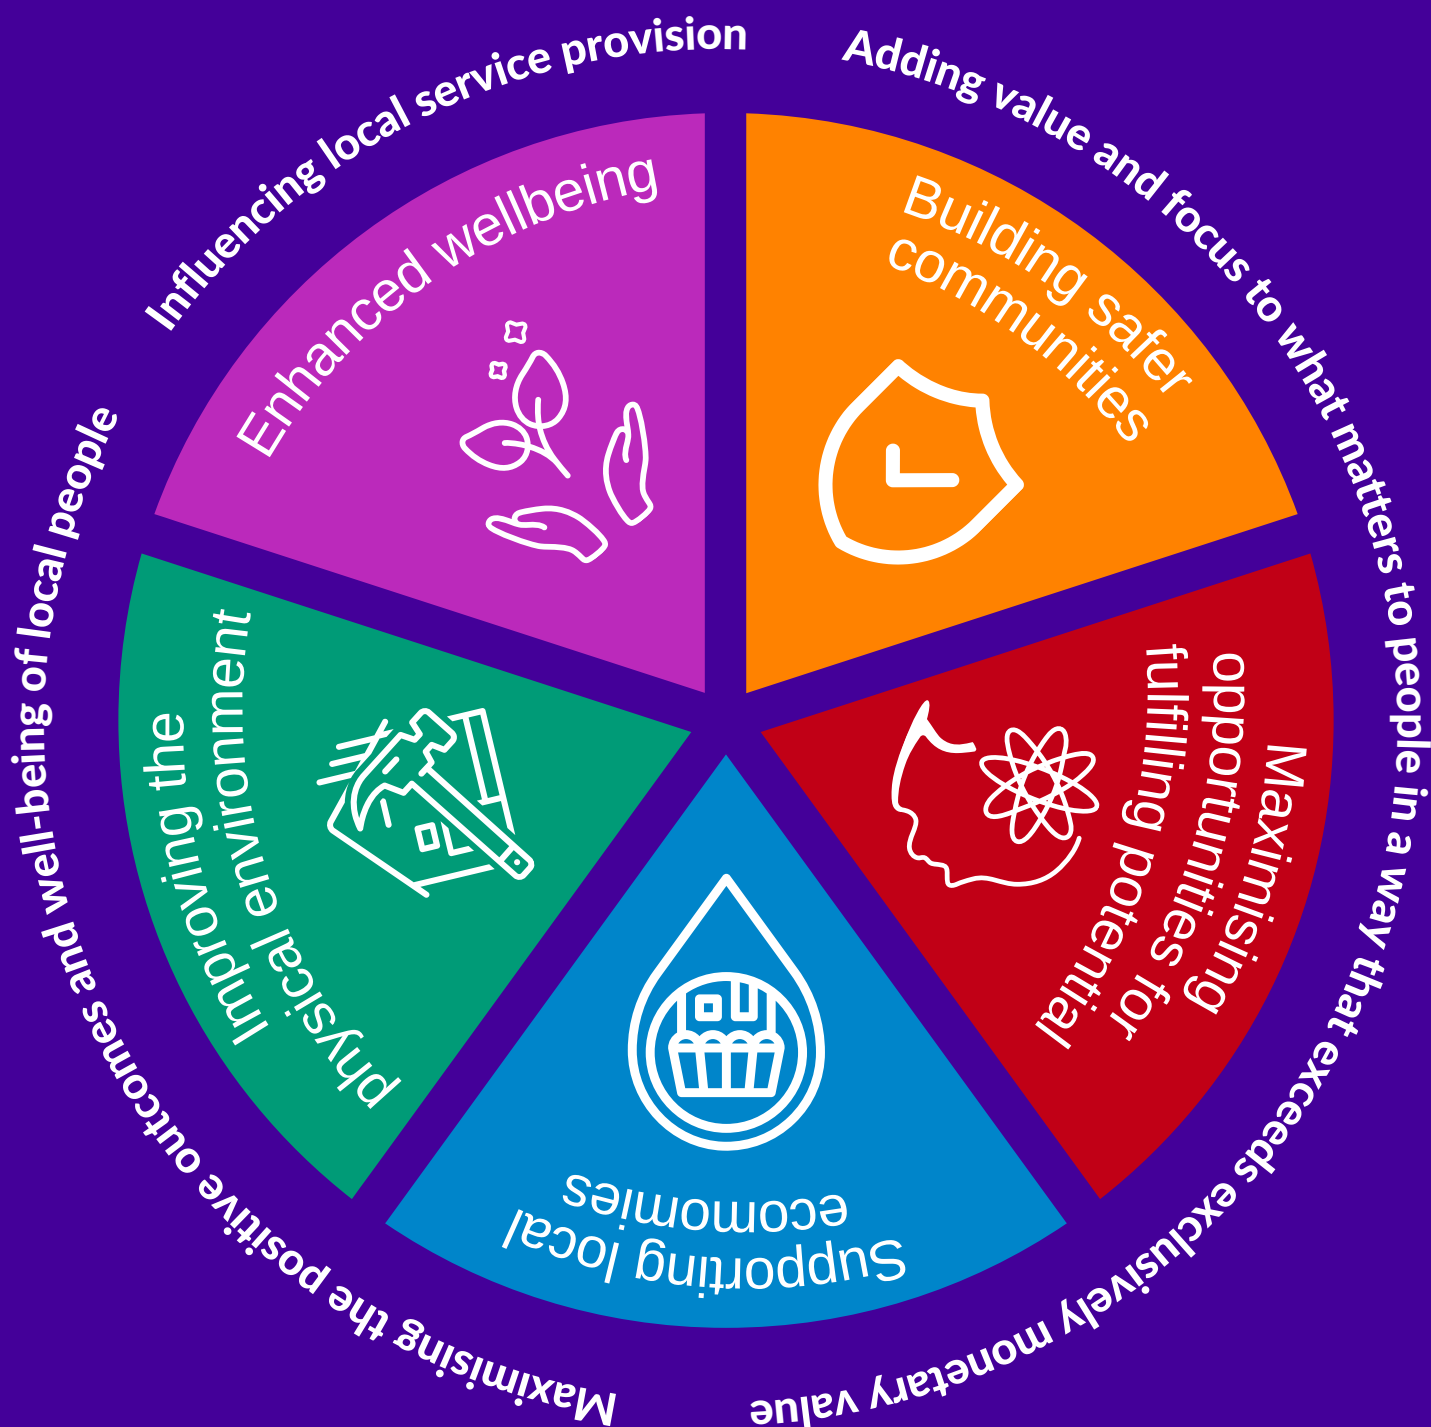 Influencing local service provision
Adding value and focus to what matters to people in a way that exceeds exclusively monetary value
Maximising the positive outcomes and well-being of local people
Enhanced wellbeing
Building safer
communities
Maximising
opportunities for
fulfilling potential
Supporting local
ecomomies
Improving the
physical environment